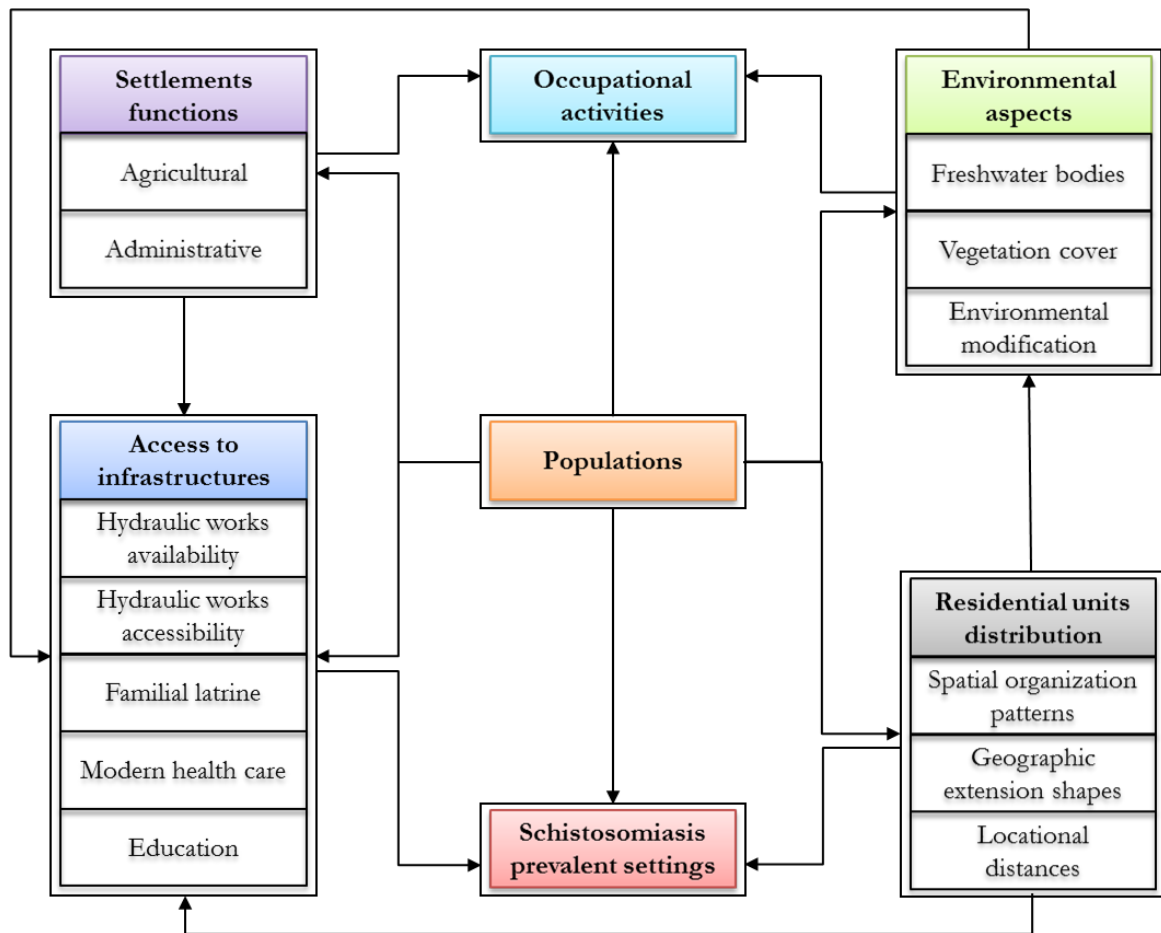 Settlements
functions
Agricultural
Administrative
Occupational
activities
Environmental
aspects
Freshwater bodies
Vegetation cover
Environmental
modification
Access to
infrastructures
Hydraulic works
availability
Hydraulic works
accessibility
Familial latrine
Modern health care
Education
Populations
Schistosomiasis
prevalent settings
Residential units
distribution
Spatial organization
patterns
Geographic
extension shapes
Locational
distances